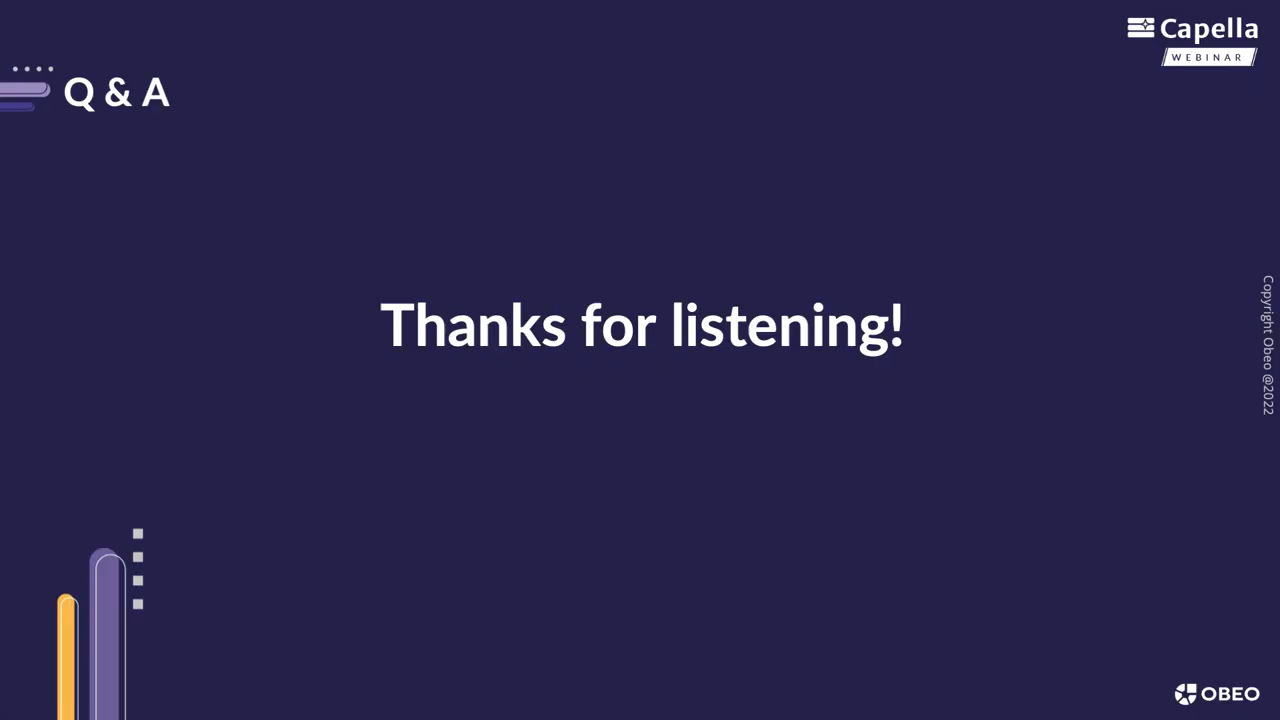 Capella
WEBINAR
Q & A
Thanks for listening!
Copyright Obeo @2022
OBEO